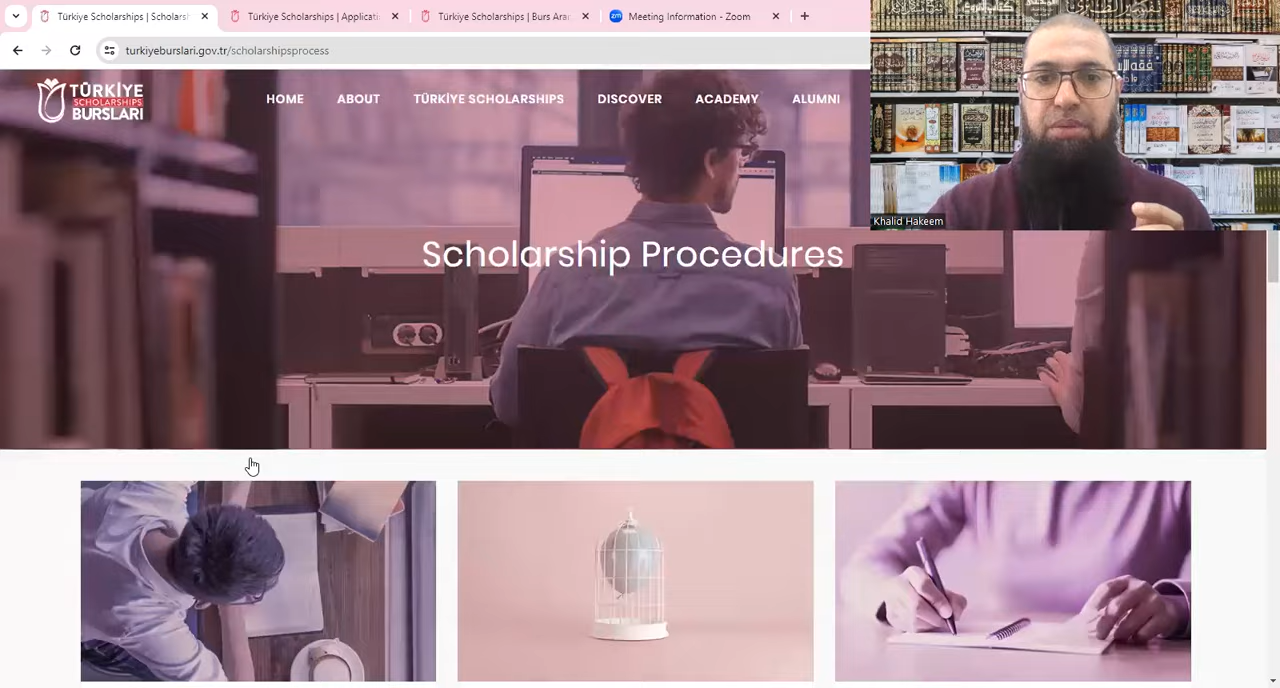 Türkiye Scholarships | Scholars
Türkiye Scholarships | Applicati
Türkiye Scholarships | Burs Ara
Meeting Information - Zoom
turkiyeburslari.gov.tr/scholarshipsprocess
TÜRKİYE
SCHOLARSHIPS
BURSLARI
HOME
ABOUT
TÜRKİYE SCHOLARSHIPS
DISCOVER
ACADEMY
ALUMNI
Khalid Hakeem
Scholarship Procedures